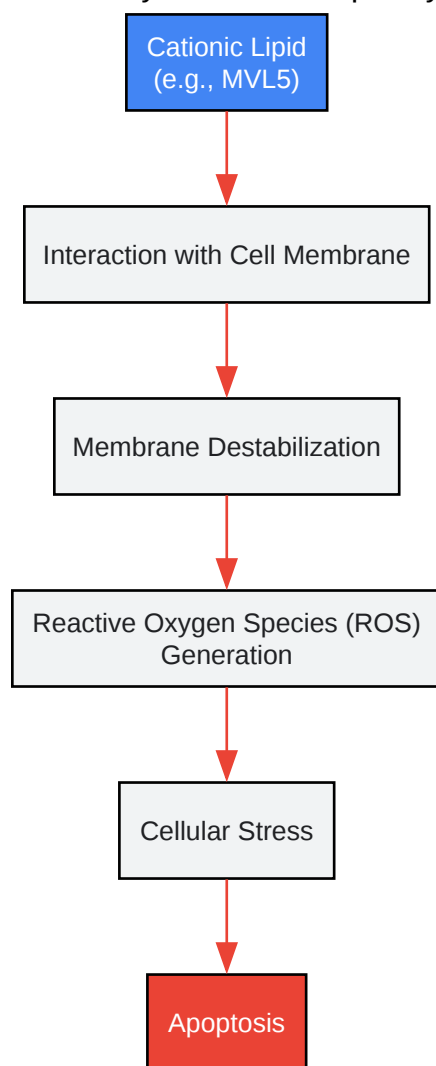 Cationic Lipid
(e.g., MVL5)
Interaction with Cell Membrane
Membrane Destabilization
Reactive Oxygen Species (ROS)
Generation
Cellular Stress
Apoptosis